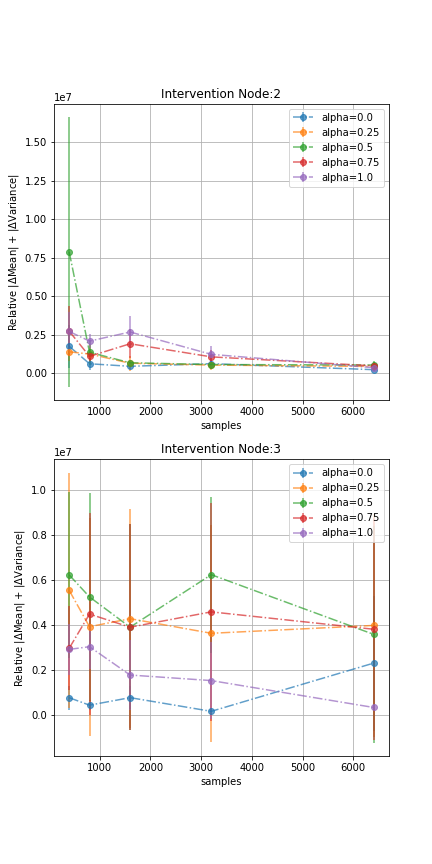 Intervention Node:2
1e7
alpha=0.0
alpha=0.25
alpha=0.5
alpha=0.75
alpha=1.0
1.50
1.25
1.00
0.75
0.50
0.25
0.00
Relative |ΔMean| + |ΔVariance|
1000 2000 3000 4000 5000 6000
samples
Intervention Node:3
1e7
alpha=0.0
alpha=0.25
alpha=0.5
alpha=0.75
alpha=1.0
1.0
0.8
0.6
0.4
0.2
0.0
Relative |ΔMean| + |ΔVariance|
1000 2000 3000 4000 5000 6000
samples